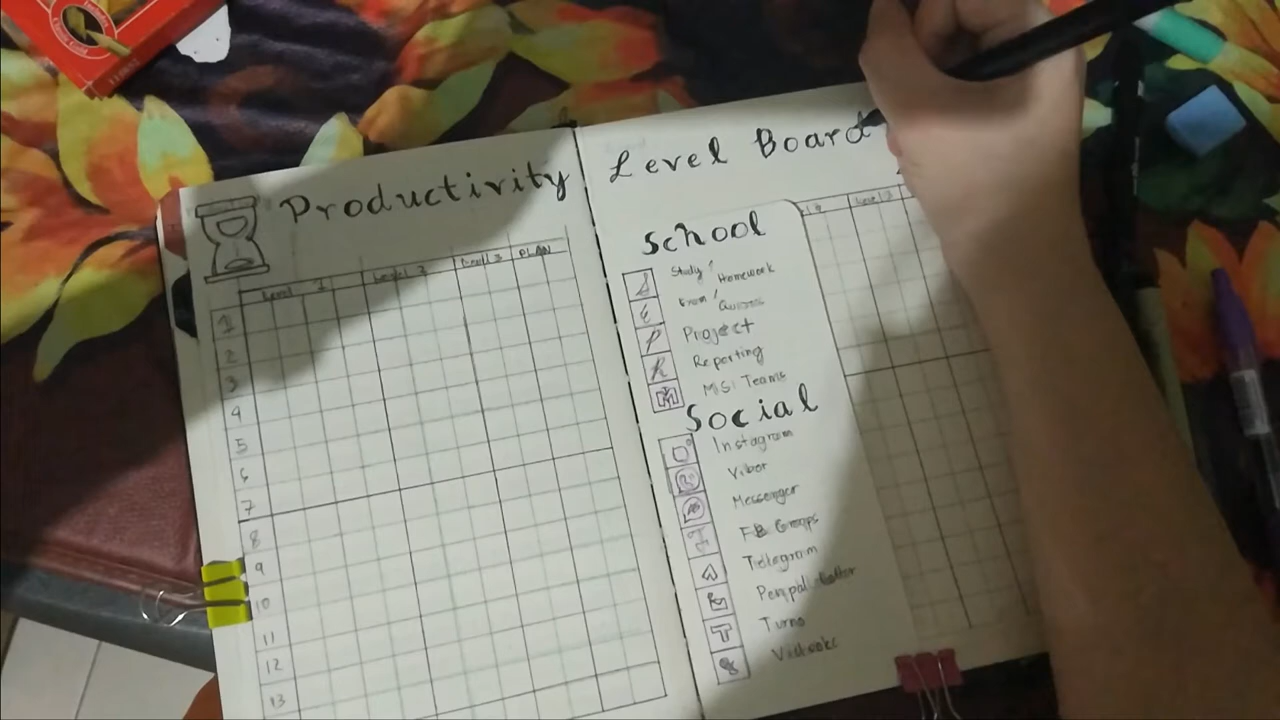 Productivity
Level Board
Level 1
Level 2
Level 3
PLAN
1
2
3
4
5
6
7
8
9
10
11
12
13
School
S Study / Homework
E Exam / Quizzes
P Project
R Reporting
M M.S. Teams
Social
Instagram
Viber
Messenger
F FB Groups
Telegram
Penpal
T